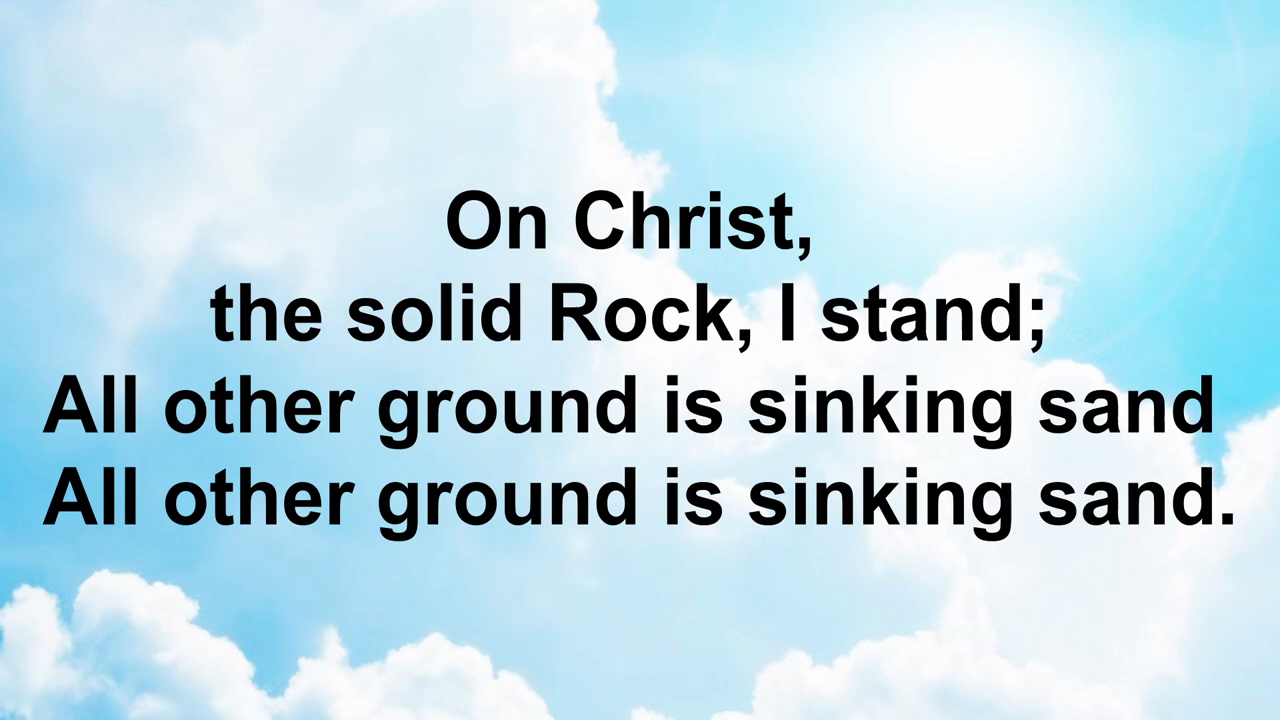 On Christ,
the solid Rock, I stand;
All other ground is sinking sand
All other ground is sinking sand.